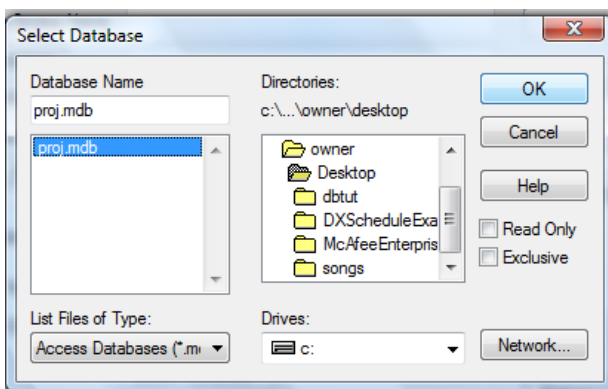 Select Database
Database Name
proj.mdb
proj.mdb
Directories:
c:\...\owner\desktop
owner
Desktop
dbtut
DXScheduleExa
McAfeeEnterpris
songs
OK
Cancel
Help
Read Only
Exclusive
List Files of Type:
Access Databases (*.m
Drives:
c:
Network...